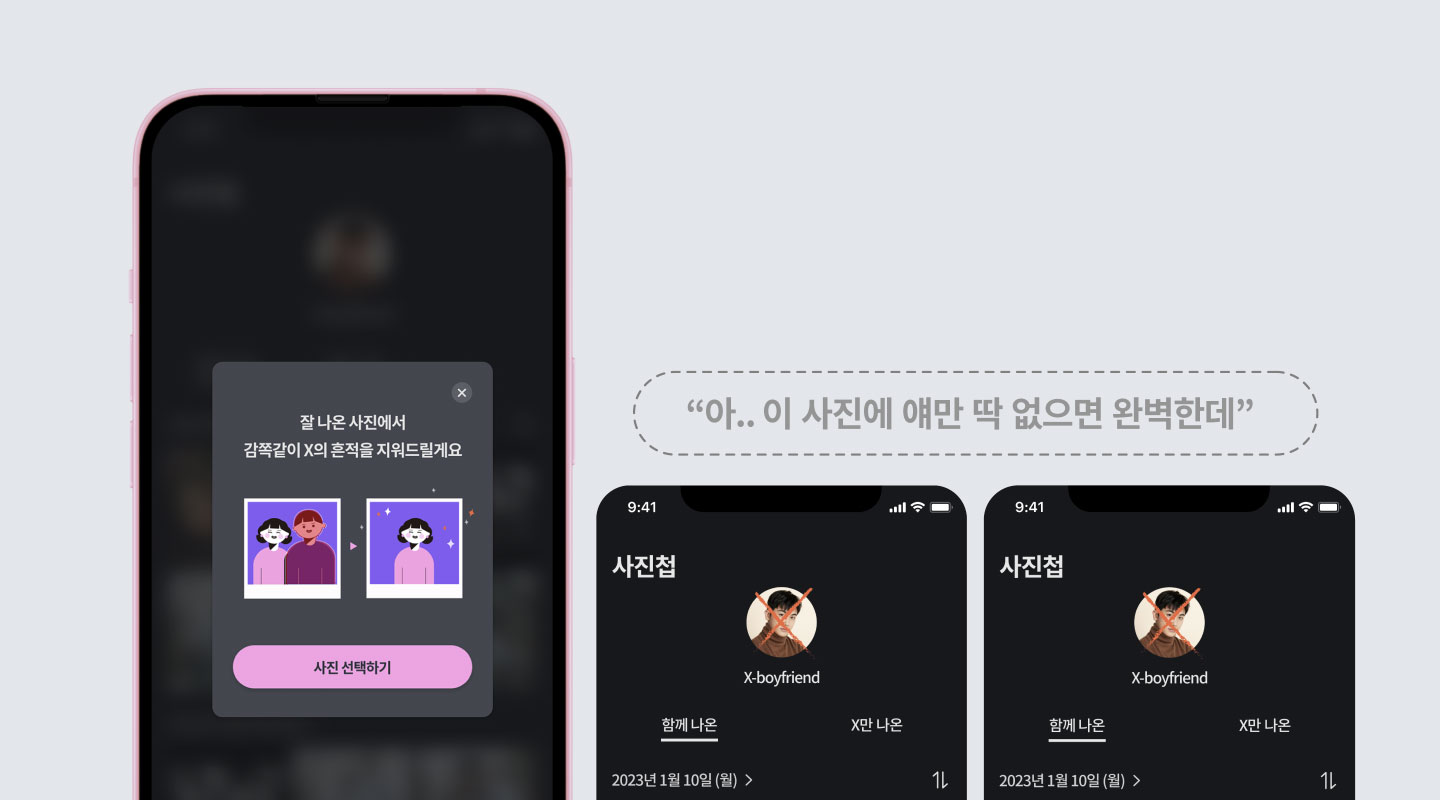 잘 나온 사진에서
감쪽같이 X의 흔적을 지워드릴게요
사진 선택하기
“아.. 이 사진에 얘만 딱 없으면 완벽한데”
9:41
사진첩
X-boyfriend
함께 나온 X만 나온
2023년 1월 10일 (월)
9:41
사진첩
X-boyfriend
함께 나온 X만 나온
2023년 1월 10일 (월)